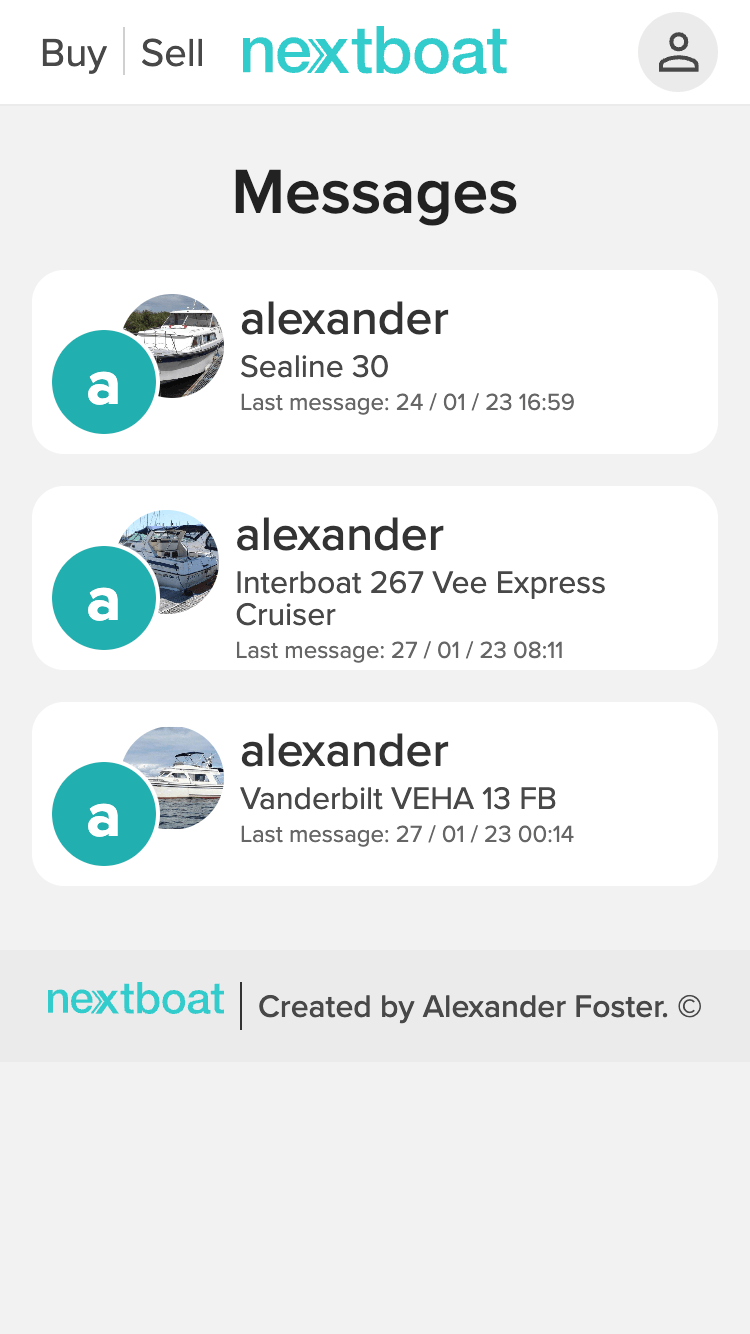 Buy Sell nextboat
Messages
alexander
Sealine 30
a
Last message: 24 / 01 / 23 16:59
alexander
Interboat 267 Vee Express
a
Cruiser
Last message: 27 / 01 / 23 08:11
alexander
Vanderbilt VEHA 13 FB
a
Last message: 27 / 01 / 23 00:14
nextboat Created by Alexander Foster. ©